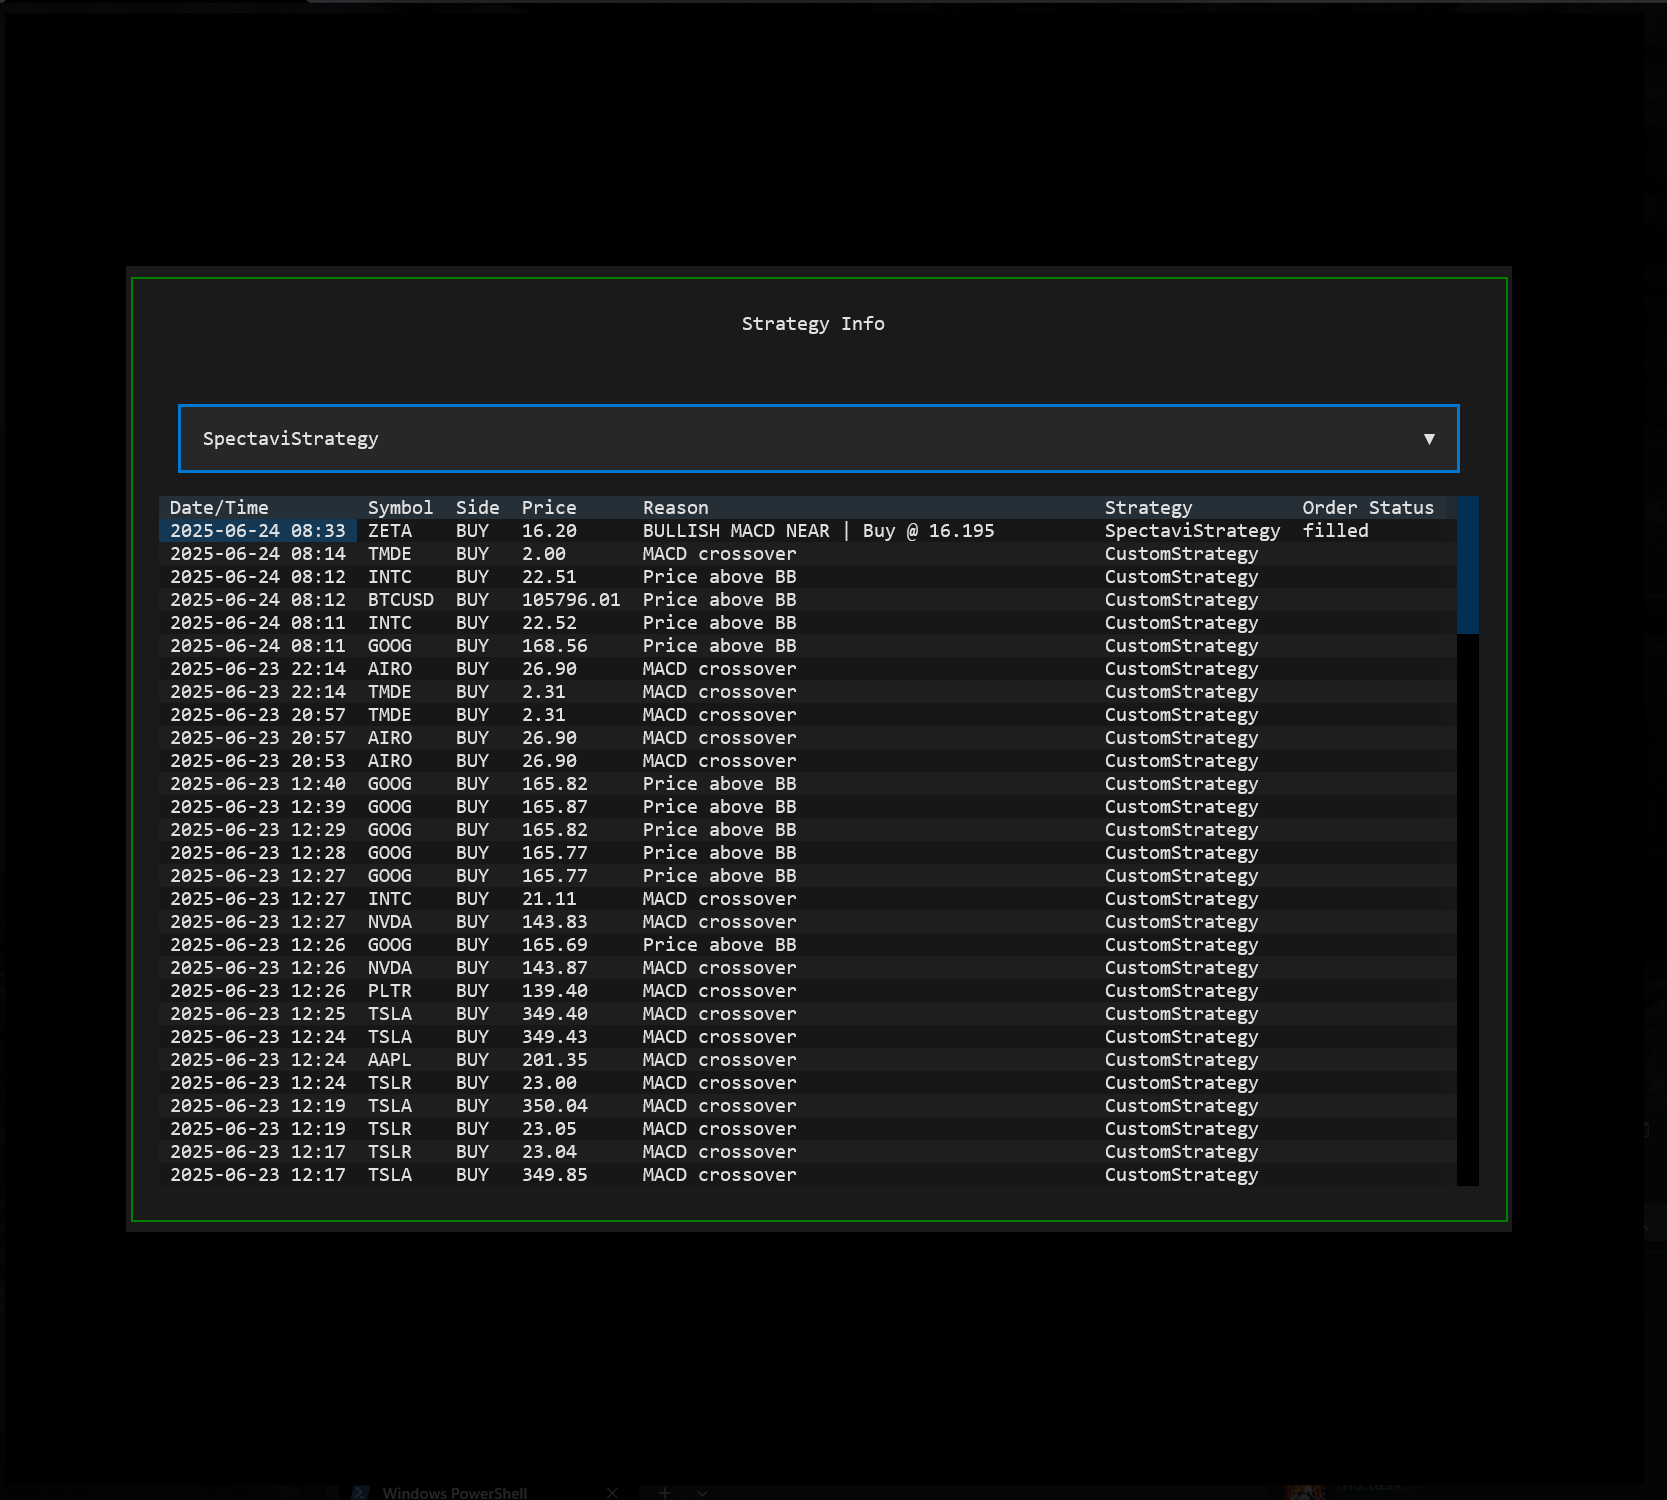 Strategy Info
SpectaviStrategy ▼
Date/Time Symbol Side Price Reason Strategy Order Status
2025-06-24 08:33 ZETA BUY 16.20 BULLISH MACD NEAR | Buy @ 16.195 SpectaviStrategy filled
2025-06-24 08:14 TMDE BUY 2.00 MACD crossover CustomStrategy
2025-06-24 08:12 INTC BUY 22.51 Price above BB CustomStrategy
2025-06-24 08:12 BTCUSD BUY 105796.01 Price above BB CustomStrategy
2025-06-24 08:11 INTC BUY 22.52 Price above BB CustomStrategy
2025-06-24 08:11 GOOG BUY 168.56 Price above BB CustomStrategy
2025-06-23 22:14 AIRO BUY 26.90 MACD crossover CustomStrategy
2025-06-23 22:14 TMDE BUY 2.31 MACD crossover CustomStrategy
2025-06-23 20:57 TMDE BUY 2.31 MACD crossover CustomStrategy
2025-06-23 20:57 AIRO BUY 26.90 MACD crossover CustomStrategy
2025-06-23 20:53 AIRO BUY 26.90 MACD crossover CustomStrategy
2025-06-23 12:40 GOOG BUY 165.82 Price above BB CustomStrategy
2025-06-23 12:39 GOOG BUY 165.87 Price above BB CustomStrategy
2025-06-23 12:29 GOOG BUY 165.82 Price above BB CustomStrategy
2025-06-23 12:28 GOOG BUY 165.77 Price above BB CustomStrategy
2025-06-23 12:27 GOOG BUY 165.77 Price above BB CustomStrategy
2025-06-23 12:27 INTC BUY 21.11 MACD crossover CustomStrategy
2025-06-23 12:27 NVDA BUY 143.83 MACD crossover CustomStrategy
2025-06-23 12:26 GOOG BUY 165.69 Price above BB CustomStrategy
2025-06-23 12:26 NVDA BUY 143.87 MACD crossover CustomStrategy
2025-06-23 12:26 PLTR BUY 139.40 MACD crossover CustomStrategy
2025-06-23 12:25 TSLA BUY 349.40 MACD crossover CustomStrategy
2025-06-23 12:24 TSLA BUY 349.43 MACD crossover CustomStrategy
2025-06-23 12:24 AAPL BUY 201.35 MACD crossover CustomStrategy
2025-06-23 12:24 TSLR BUY 23.00 MACD crossover CustomStrategy
2025-06-23 12:19 TSLA BUY 350.04 MACD crossover CustomStrategy
2025-06-23 12:19 TSLR BUY 23.05 MACD crossover CustomStrategy
2025-06-23 12:17 TSLR BUY 23.04 MACD crossover CustomStrategy
2025-06-23 12:17 TSLA BUY 349.85 MACD crossover CustomStrategy
Windows PowerShell